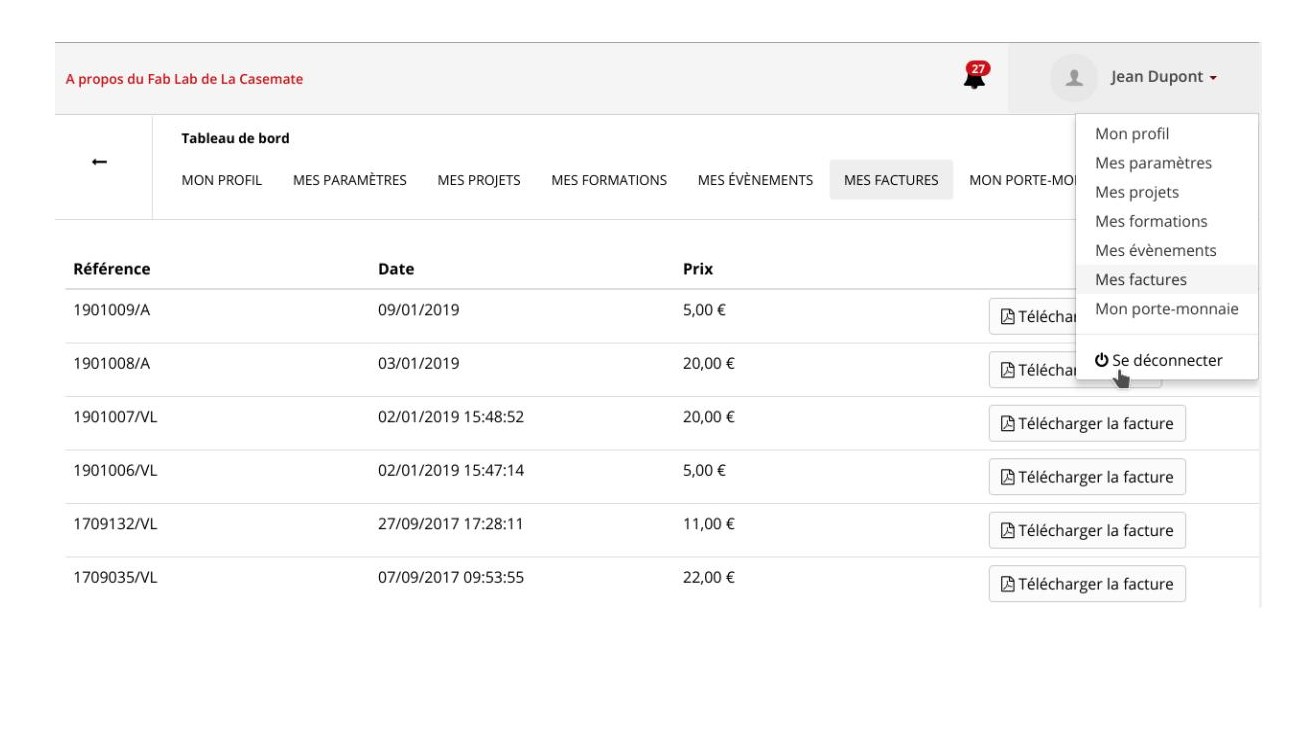 A propos du Fab Lab de La Casemate
27
Jean Dupont
Tableau de bord
MON PROFIL MES PARAMÈTRES MES PROJETS MES FORMATIONS MES ÉVÈNEMENTS MES FACTURES MON PORTE-MO
Mon profil
Mes paramètres
Mes projets
Mes formations
Mes évènements
Mes factures
Mon porte-monnaie
Se déconnecter
Référence Date Prix
1901009/A 09/01/2019 5,00 € Télécha
1901008/A 03/01/2019 20,00 € Télécha
1901007/VL 02/01/2019 15:48:52 20,00 € Télécharger la facture
1901006/VL 02/01/2019 15:47:14 5,00 € Télécharger la facture
1709132/VL 27/09/2017 17:28:11 11,00 € Télécharger la facture
1709035/VL 07/09/2017 09:53:55 22,00 € Télécharger la facture